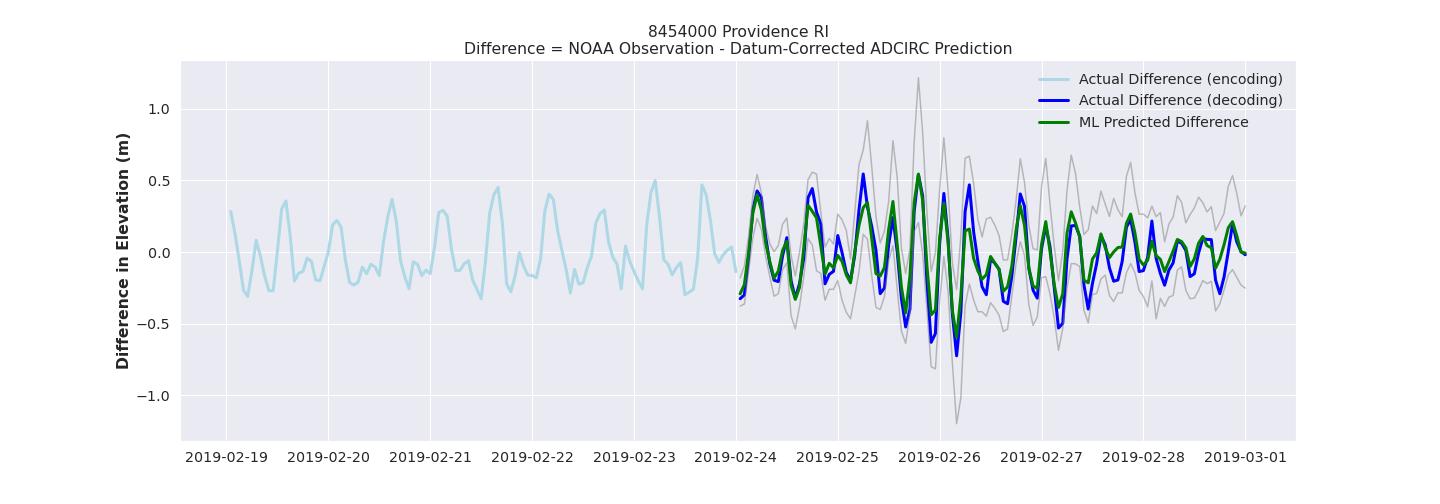 8454000 Providence RI
Difference = NOAA Observation - Datum-Corrected ADCIRC Prediction
Actual Difference (encoding)
Actual Difference (decoding)
ML Predicted Difference
Difference in Elevation (m)
1.0
0.5
0.0
−0.5
−1.0
2019-02-19 2019-02-20 2019-02-21 2019-02-22 2019-02-23 2019-02-24 2019-02-25 2019-02-26 2019-02-27 2019-02-28 2019-03-01